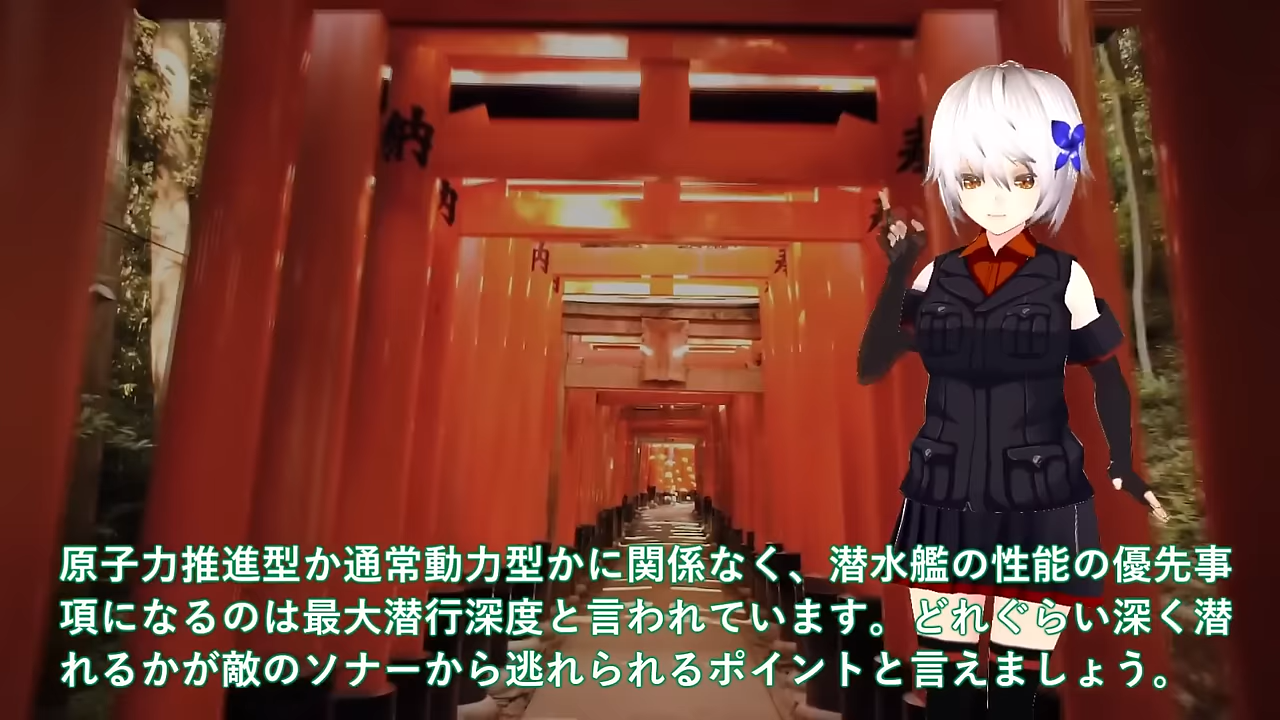 納
内
内
奉
原子力推進型か通常動力型かに関係なく、潜水艦の性能の優先事
項になるのは最大潜行深度と言われています。どれぐらい深く潜
れるかが敵のソナーから逃れられるポイントと言えましょう。